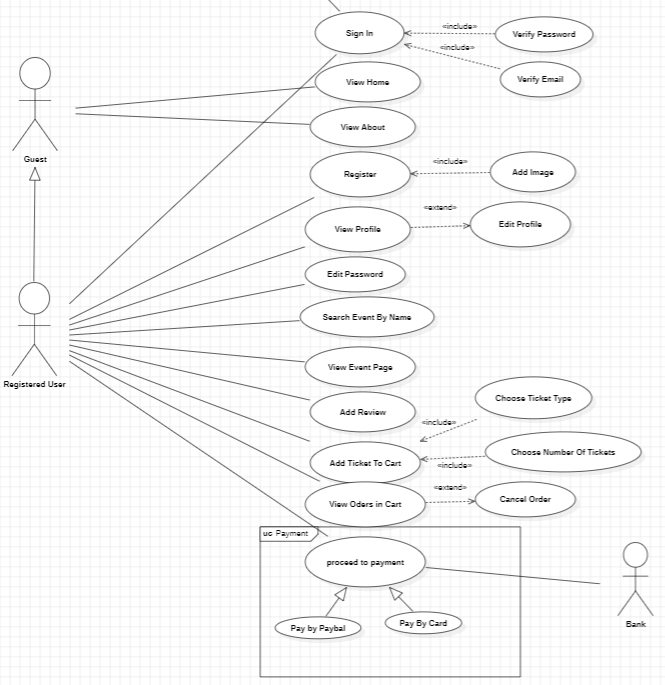 Sign In
«include»
Verify Password
«include»
Verify Email
View Home
View About
Guest
Register
«include»
Add Image
View Profile
«extend»
Edit Profile
Edit Password
Search Event By Name
View Event Page
Registered User
Add Review
Choose Ticket Type
«include»
Add Ticket To Cart
Choose Number Of Tickets
«include»
View Oders in Cart
«extend»
Cancel Order
uc Payment
proceed to payment
Pay by Paybal
Pay By Card
Bank